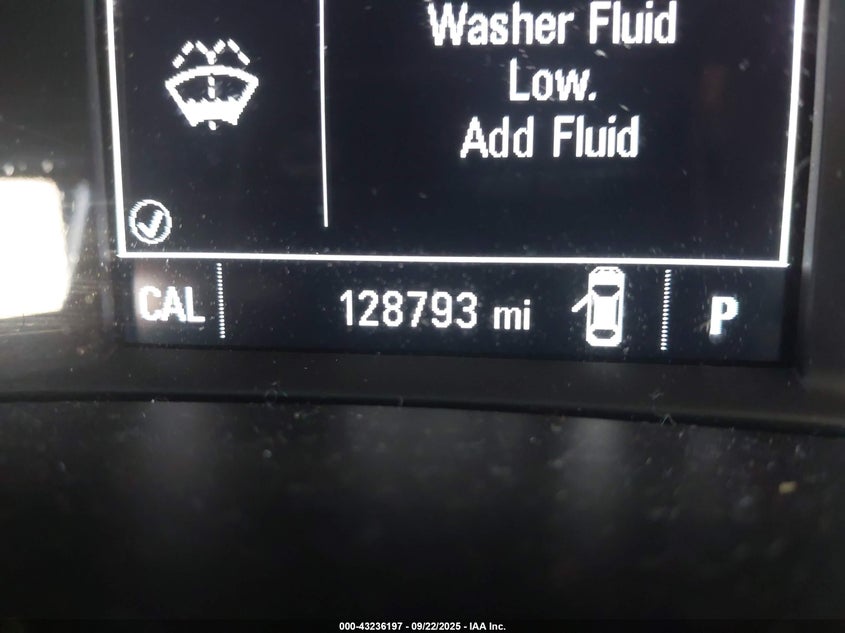 Washer Fluid
Low.
Add Fluid
CAL 128793 mi P
000-43236197 - 09/22/2025 - IAA Inc.